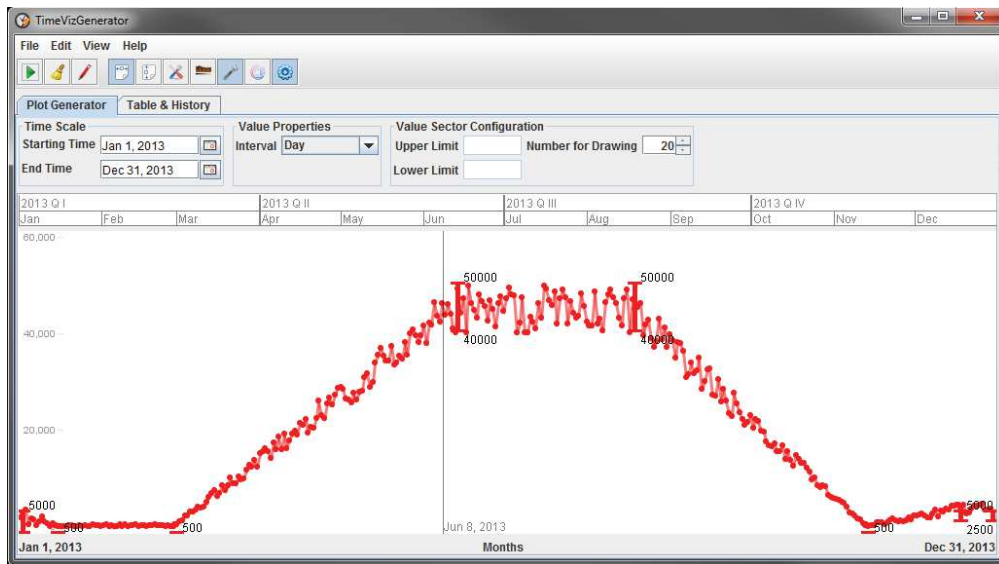 TimeVizGenerator
File Edit View Help
Plot Generator Table & History
Time Scale Value Properties Value Sector Configuration
Starting Time Jan 1, 2013 Interval Day Upper Limit Number for Drawing 20
End Time Dec 31, 2013 Lower Limit
2013 Q I 2013 Q II 2013 Q III 2013 Q IV
Jan Feb Mar Apr May Jun Jul Aug Sep Oct Nov Dec
60,000
50000 50000
40,000 40000 40000
20,000
5000 5000
500 500 500 2500
Jun 8, 2013
Jan 1, 2013 Months Dec 31, 2013